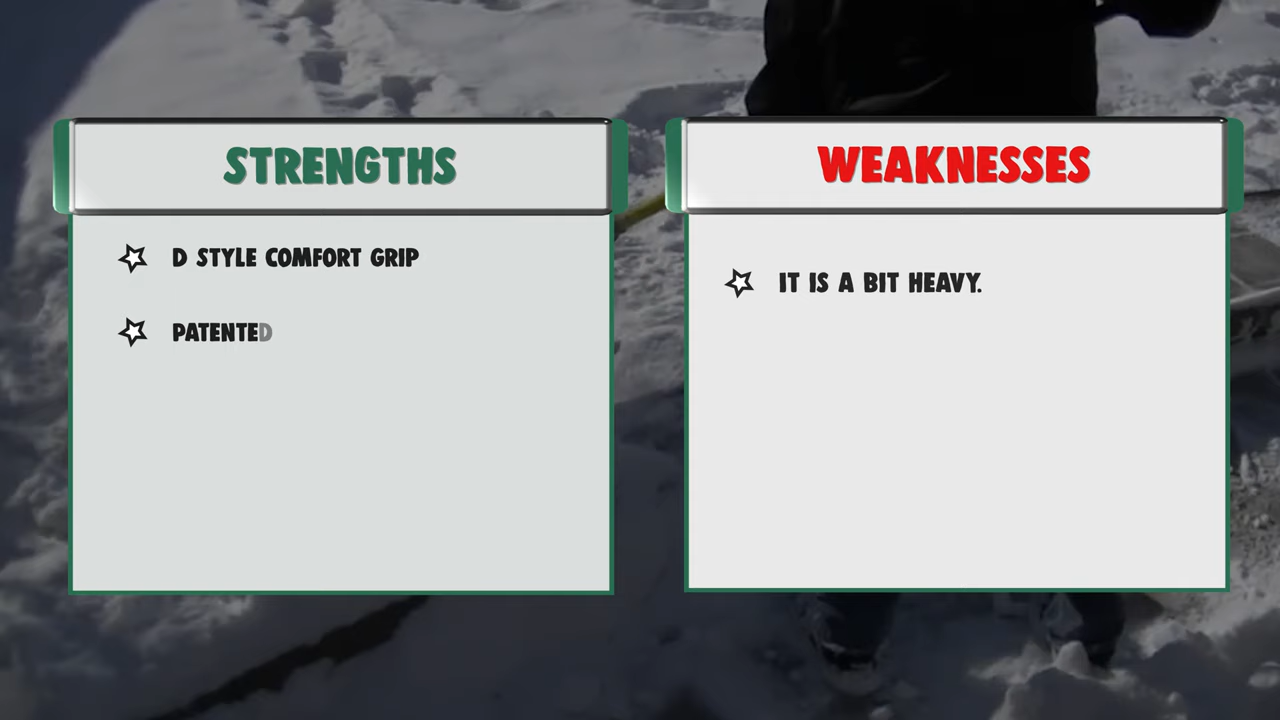 STRENGTHS
D STYLE COMFORT GRIP
PATENTED
WEAKNESSES
IT IS A BIT HEAVY.